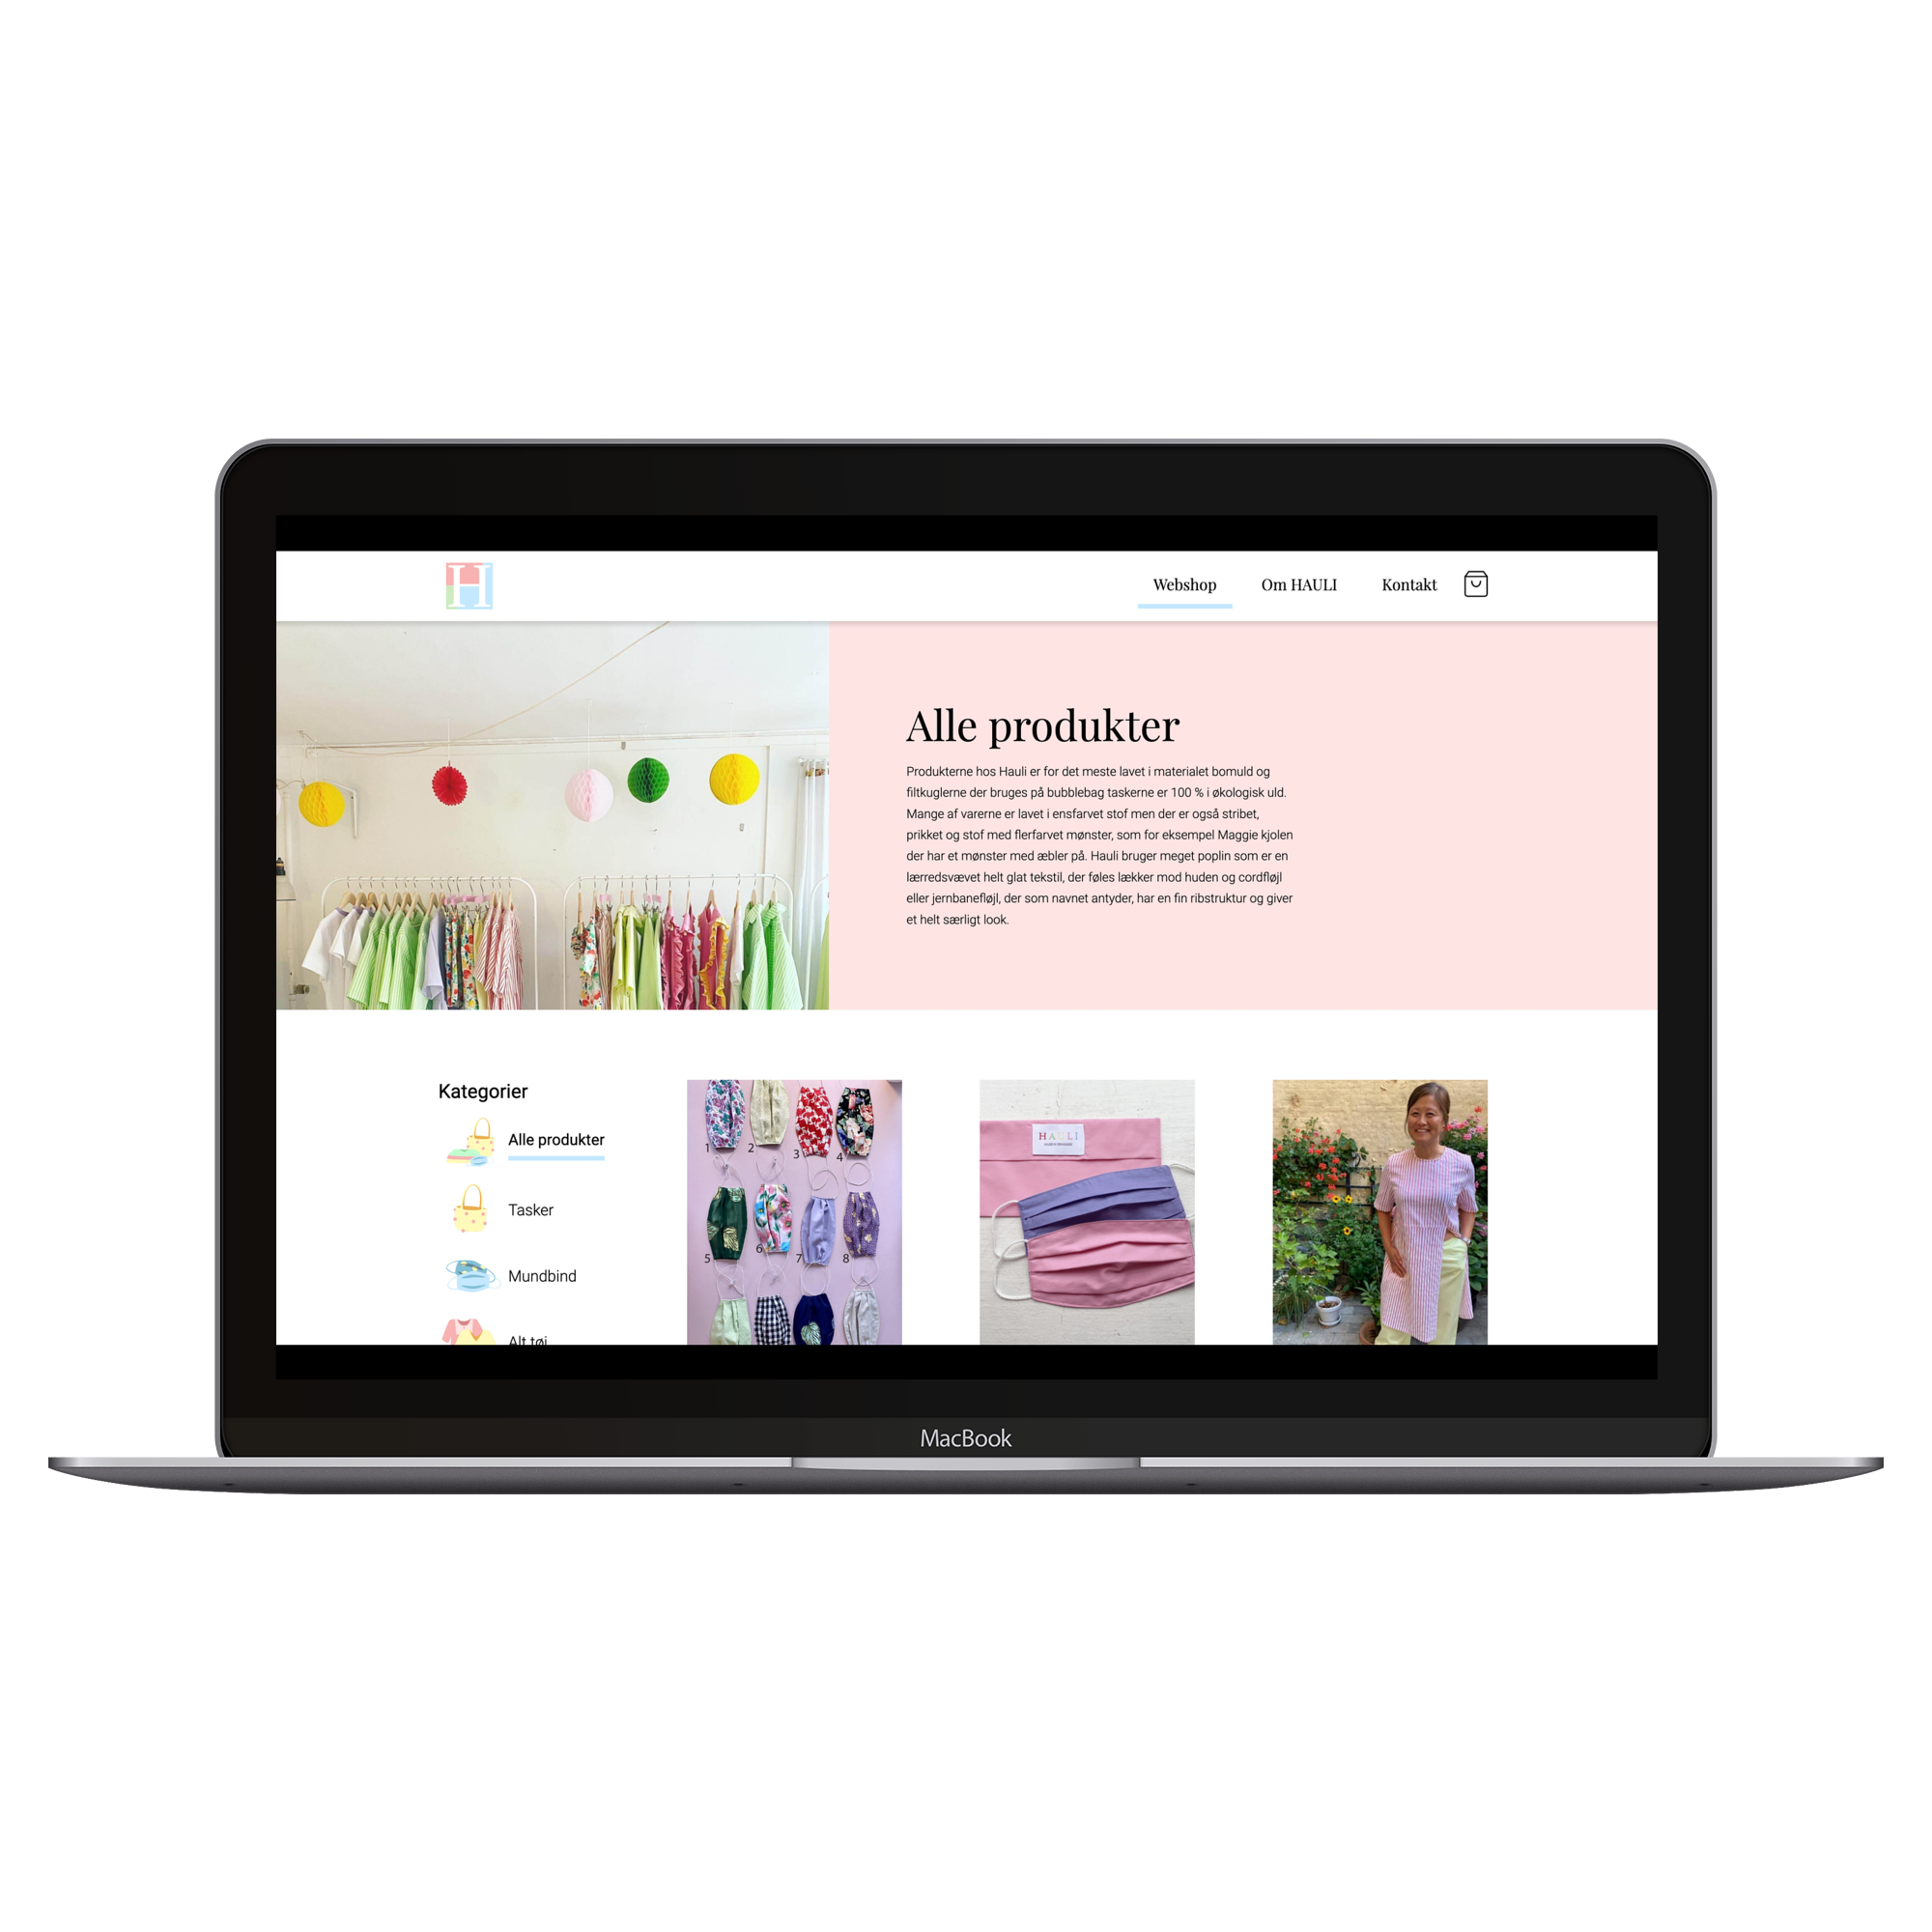 H
Webshop
Om HAULI
Kontakt
Alle produkter
Produkterne hos Hauli er for det meste lavet i materialet bomuld og
filtkuglerne der bruges på bubblebag taskerne er 100 % i økologisk uld.
Mange af varerne er lavet i ensfarvet stof men der er også stribet,
prikket og stof med flerfarvet mønster, som for eksempel Maggie kjolen
der har et mønster med æbler på. Hauli bruger meget poplin som er en
lærredsvævet helt glat tekstil, der føles lækker mod huden og cordfløjl
eller jernbanefløjl, der som navnet antyder, har en fin ribstruktur og giver
et helt særligt look.
Kategorier
Alle produkter
Tasker
Mundbind
Alt tøj
1
2
3
4
5
6
7
8
HAULI
MacBook